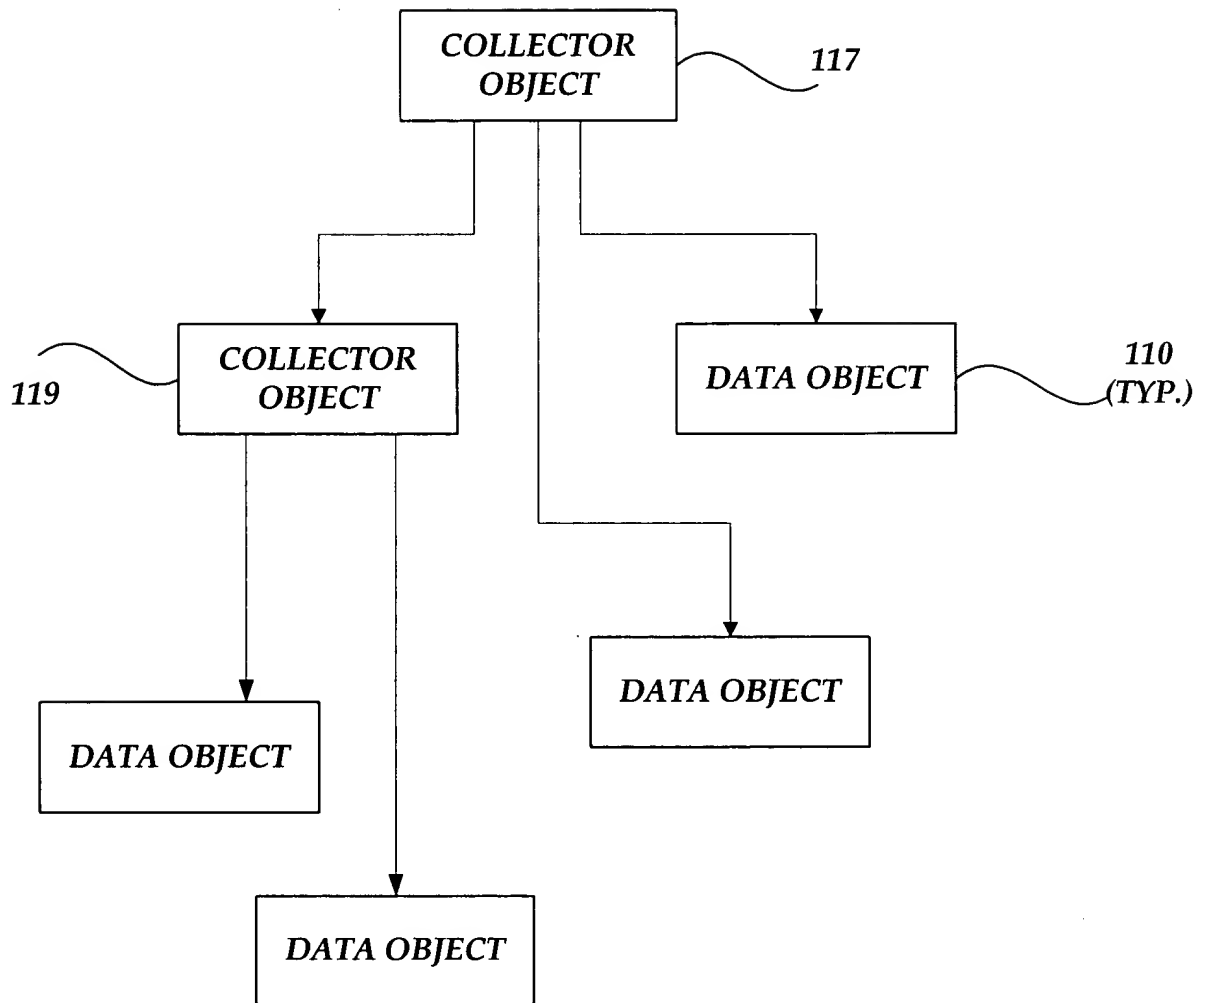 COLLECTOR
OBJECT
117
COLLECTOR
OBJECT
119
DATA OBJECT
110
(TYP.)
DATA OBJECT
DATA OBJECT
DATA OBJECT